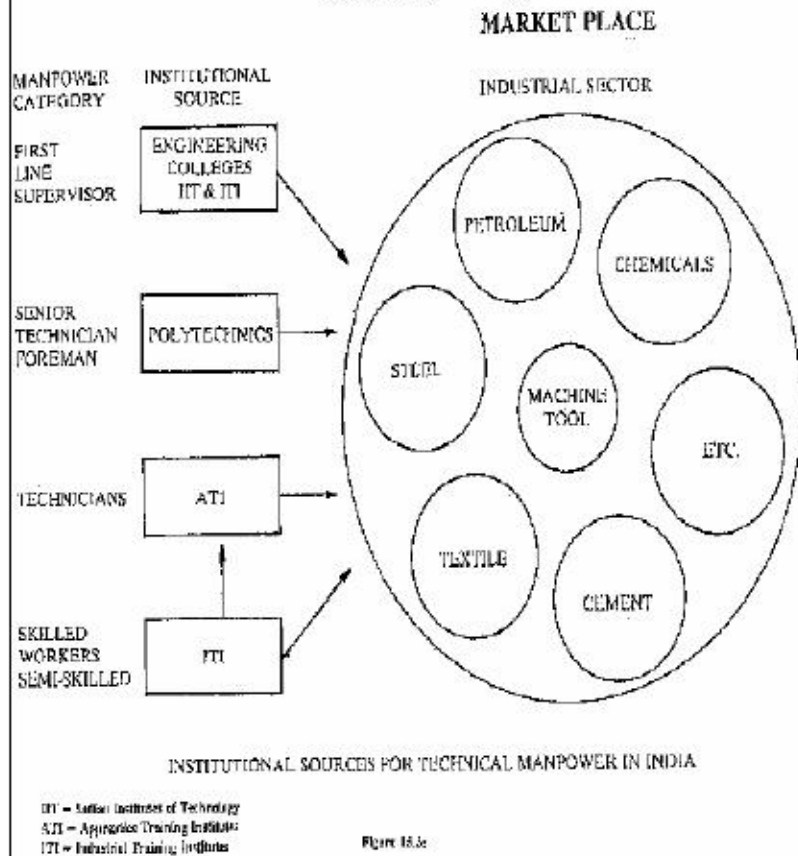 MARKET PLACE
MANPOWER
CATEGORY
INSTITUTIONAL
SOURCE
INDUSTRIAL SECTOR
FIRST
LINE
SUPERVISOR
ENGINEERING
COLLEGES
IIT & ITI
PETROLEUM
CHEMICALS
SENIOR
TECHNICIAN
FOREMAN
POLYTECHNICS
STEEL
MACHINE
TOOL
ETC.
TECHNICIANS
ATI
TEXTILE
CEMENT
SKILLED
WORKERS
SEMI-SKILLED
ITI
INSTITUTIONAL SOURCES FOR TECHNICAL MANPOWER IN INDIA
IIT = Indian Institutes of Technology
ATI = Apprentice Training Institutes
ITI = Industrial Training Institutes
Figure